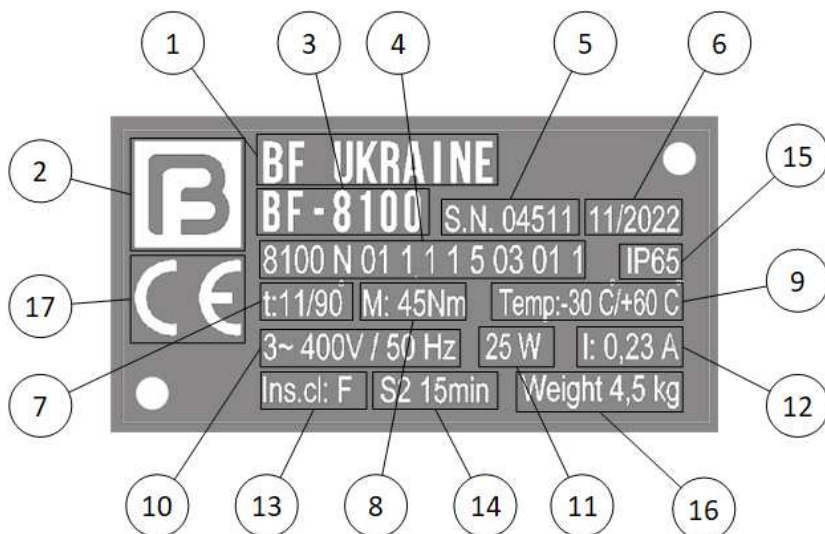 1 3 4 5 6
2 15
BF UKRAINE
BF-8100 S.N. 04511 11/2022
8100 N 01 1 1 1 5 03 01 1 IP65
17 CE 9
t:11/90° M: 45Nm Temp:-30 C°/+60 C
3~ 400V / 50 Hz 25 W I: 0,23 A
7 Ins.cl: F S2 15min Weight 4,5 kg 12
10 13 8 14 11 16